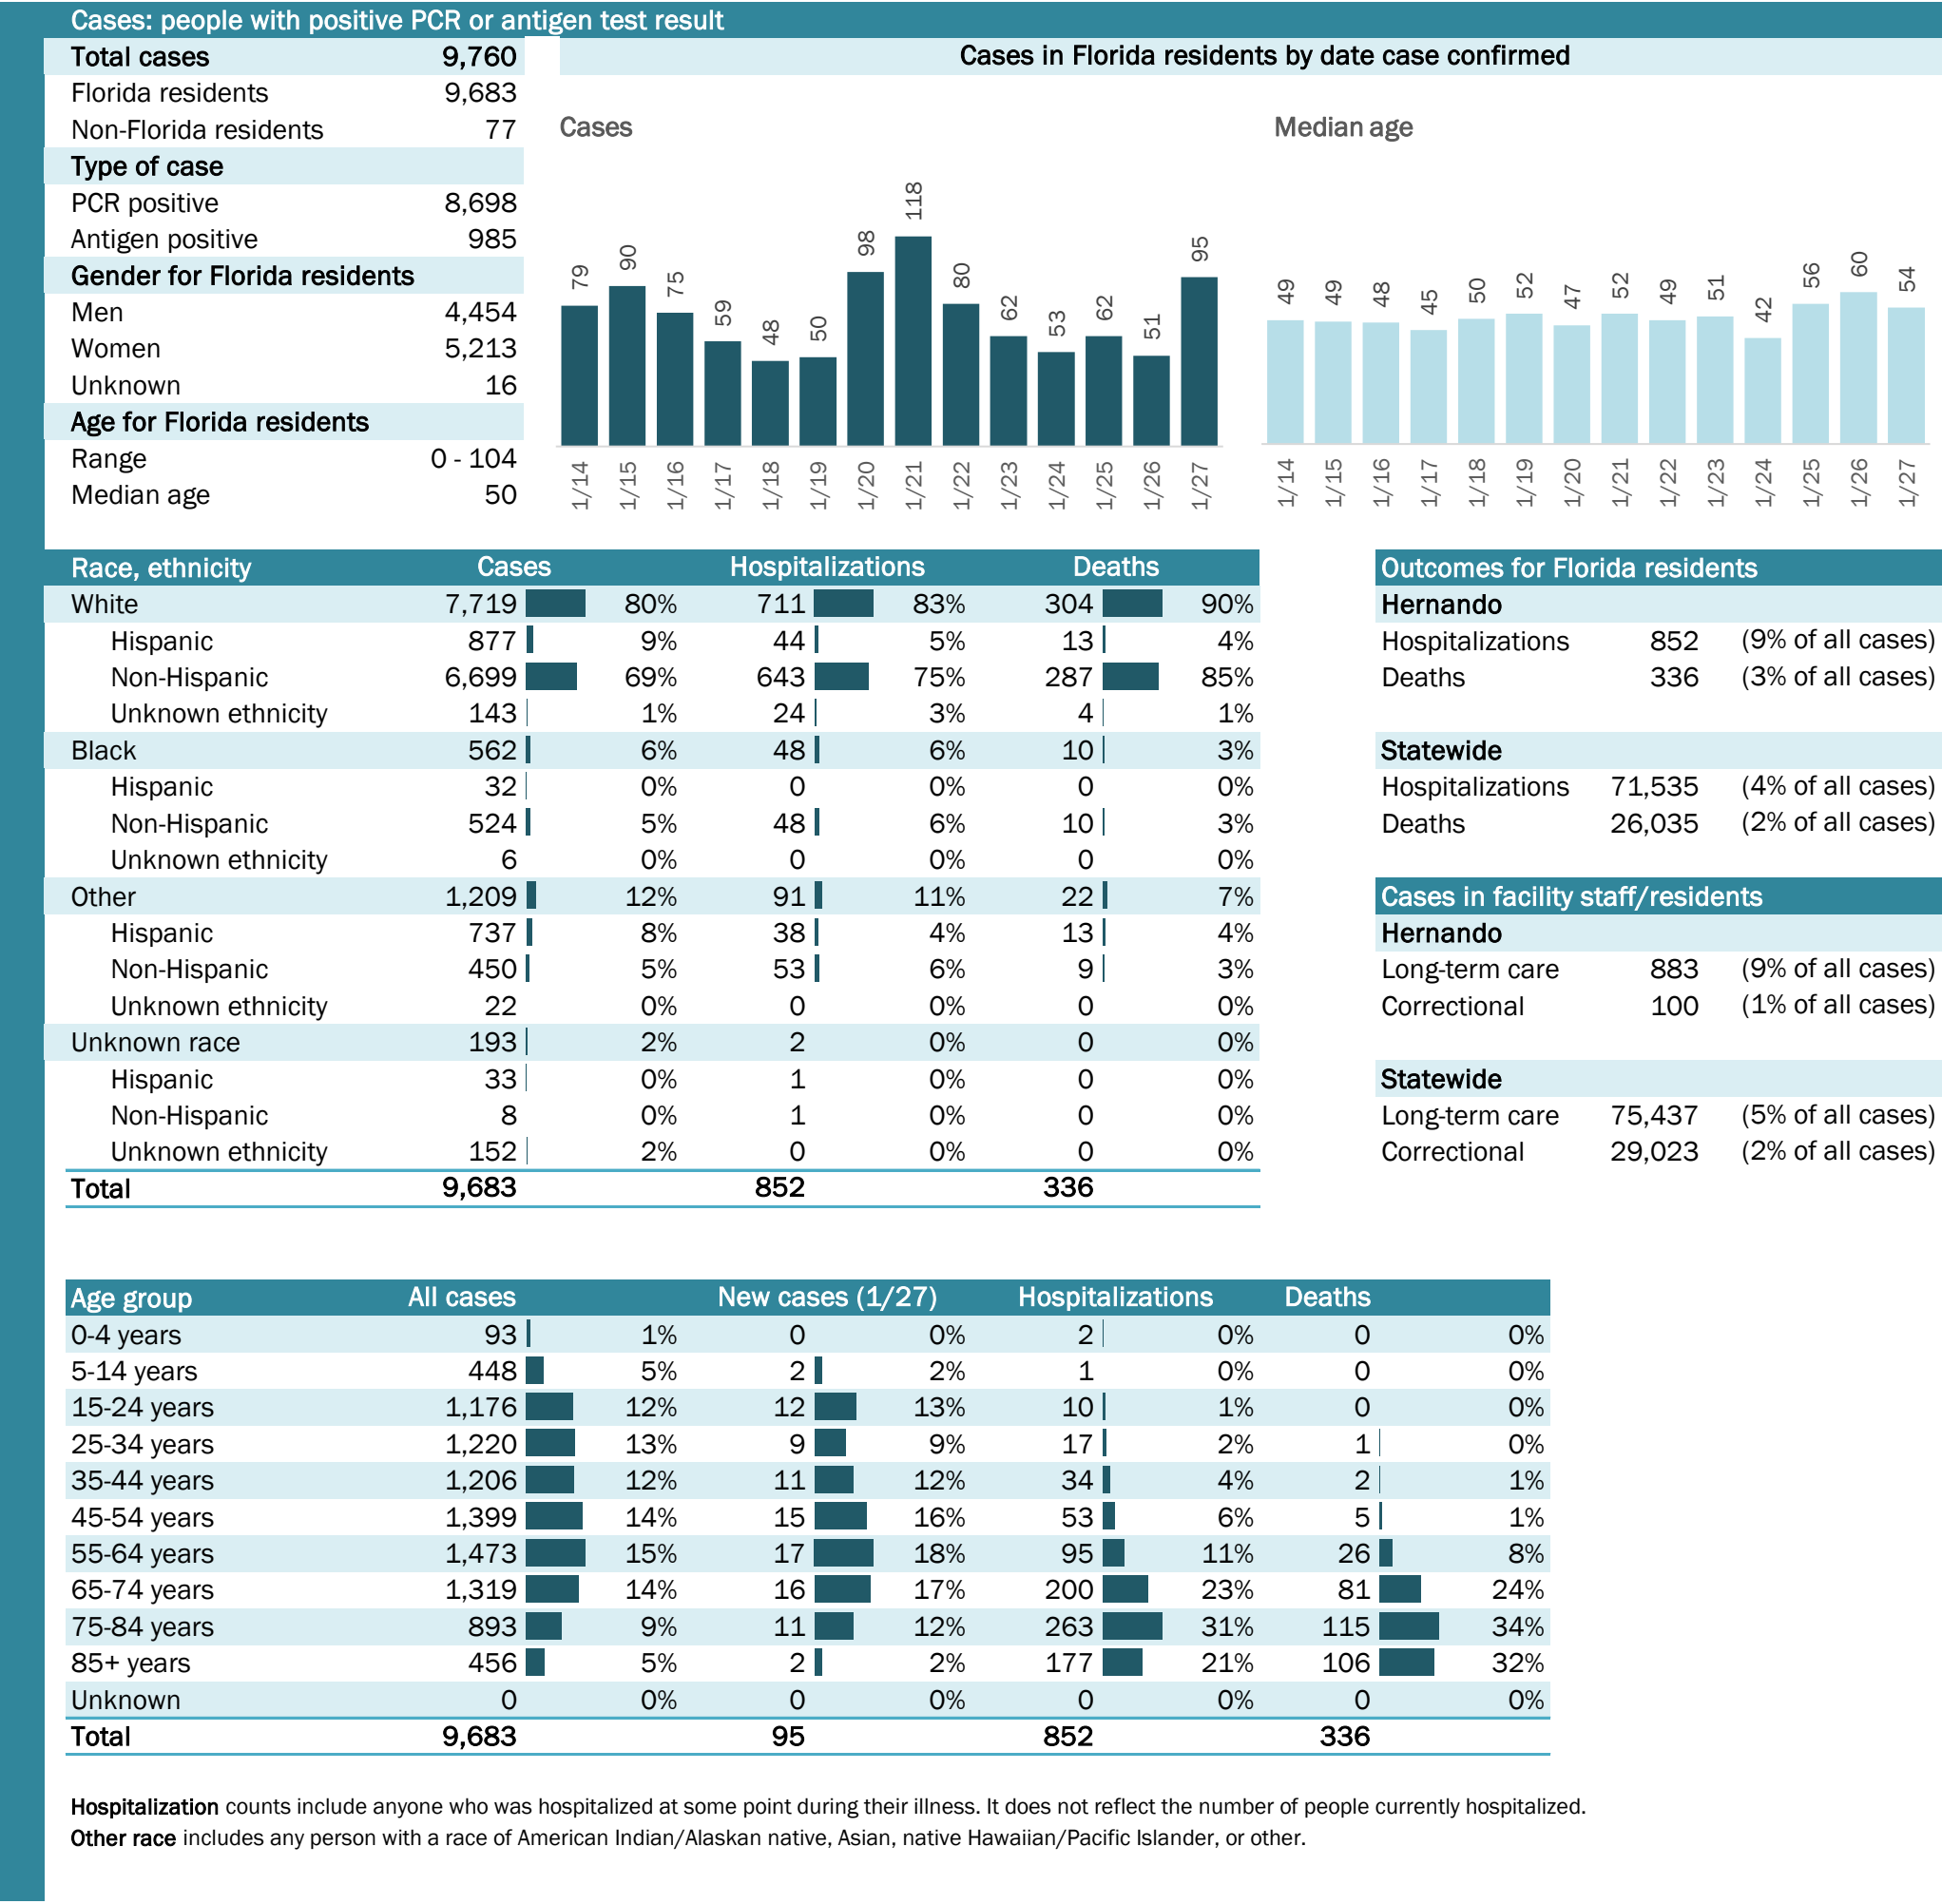 Cases: people with positive PCR or antigen test result
Total cases 9,760
Florida residents 9,683
Non-Florida residents 77
Type of case
PCR positive 8,698
Antigen positive 985
Gender for Florida residents
Men 4,454
Women 5,213
Unknown 16
Age for Florida residents
Range 0 - 104
Median age 50
Cases in Florida residents by date case confirmed
Cases
79 90 75 59 48 50 98 118 80 62 53 62 51 95
1/14 1/15 1/16 1/17 1/18 1/19 1/20 1/21 1/22 1/23 1/24 1/25 1/26 1/27
Median age
49 49 48 45 50 52 47 52 49 51 42 56 60 54
1/14 1/15 1/16 1/17 1/18 1/19 1/20 1/21 1/22 1/23 1/24 1/25 1/26 1/27
Race, ethnicity Cases Hospitalizations Deaths
White 7,719 80% 711 83% 304 90%
Hispanic 877 9% 44 5% 13 4%
Non-Hispanic 6,699 69% 643 75% 287 85%
Unknown ethnicity 143 1% 24 3% 4 1%
Black 562 6% 48 6% 10 3%
Hispanic 32 0% 0 0% 0 0%
Non-Hispanic 524 5% 48 6% 10 3%
Unknown ethnicity 6 0% 0 0% 0 0%
Other 1,209 12% 91 11% 22 7%
Hispanic 737 8% 38 4% 13 4%
Non-Hispanic 450 5% 53 6% 9 3%
Unknown ethnicity 22 0% 0 0% 0 0%
Unknown race 193 2% 2 0% 0 0%
Hispanic 33 0% 1 0% 0 0%
Non-Hispanic 8 0% 1 0% 0 0%
Unknown ethnicity 152 2% 0 0% 0 0%
Total 9,683 852 336
Outcomes for Florida residents
Hernando
Hospitalizations 852 (9% of all cases)
Deaths 336 (3% of all cases)
Statewide
Hospitalizations 71,535 (4% of all cases)
Deaths 26,035 (2% of all cases)
Cases in facility staff/residents
Hernando
Long-term care 883 (9% of all cases)
Correctional 100 (1% of all cases)
Statewide
Long-term care 75,437 (5% of all cases)
Correctional 29,023 (2% of all cases)
Age group All cases New cases (1/27) Hospitalizations Deaths
0-4 years 93 1% 0 0% 2 0% 0 0%
5-14 years 448 5% 2 2% 1 0% 0 0%
15-24 years 1,176 12% 12 13% 10 1% 0 0%
25-34 years 1,220 13% 9 9% 17 2% 1 0%
35-44 years 1,206 12% 11 12% 34 4% 2 1%
45-54 years 1,399 14% 15 16% 53 6% 5 1%
55-64 years 1,473 15% 17 18% 95 11% 26 8%
65-74 years 1,319 14% 16 17% 200 23% 81 24%
75-84 years 893 9% 11 12% 263 31% 115 34%
85+ years 456 5% 2 2% 177 21% 106 32%
Unknown 0 0% 0 0% 0 0% 0 0%
Total 9,683 95 852 336
Hospitalization counts include anyone who was hospitalized at some point during their illness. It does not reflect the number of people currently hospitalized.
Other race includes any person with a race of American Indian/Alaskan native, Asian, native Hawaiian/Pacific Islander, or other.